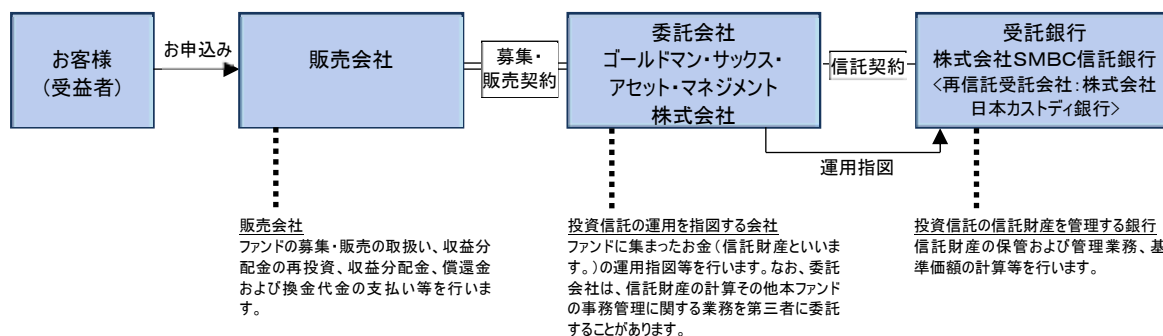 お客様
(受益者)
お申込み
販売会社
募集・
販売契約
委託会社
ゴールドマン・サックス・
アセット・マネジメント
株式会社
信託契約
受託銀行
株式会社SMBC信託銀行
<再信託受託会社:株式会社
日本カストディ銀行>
運用指図
販売会社
ファンドの募集・販売の取扱い、収益分
配金の再投資、収益分配金、償還金
および換金代金の支払い等を行いま
す。
投資信託の運用を指図する会社
ファンドに集まったお金(信託財産といいま
す。)の運用指図等を行います。なお、委託
会社は、信託財産の計算その他本ファンド
の事務管理に関する業務を第三者に委託
することがあります。
投資信託の信託財産を管理する銀行
信託財産の保管および管理業務、基
準価額の計算等を行います。